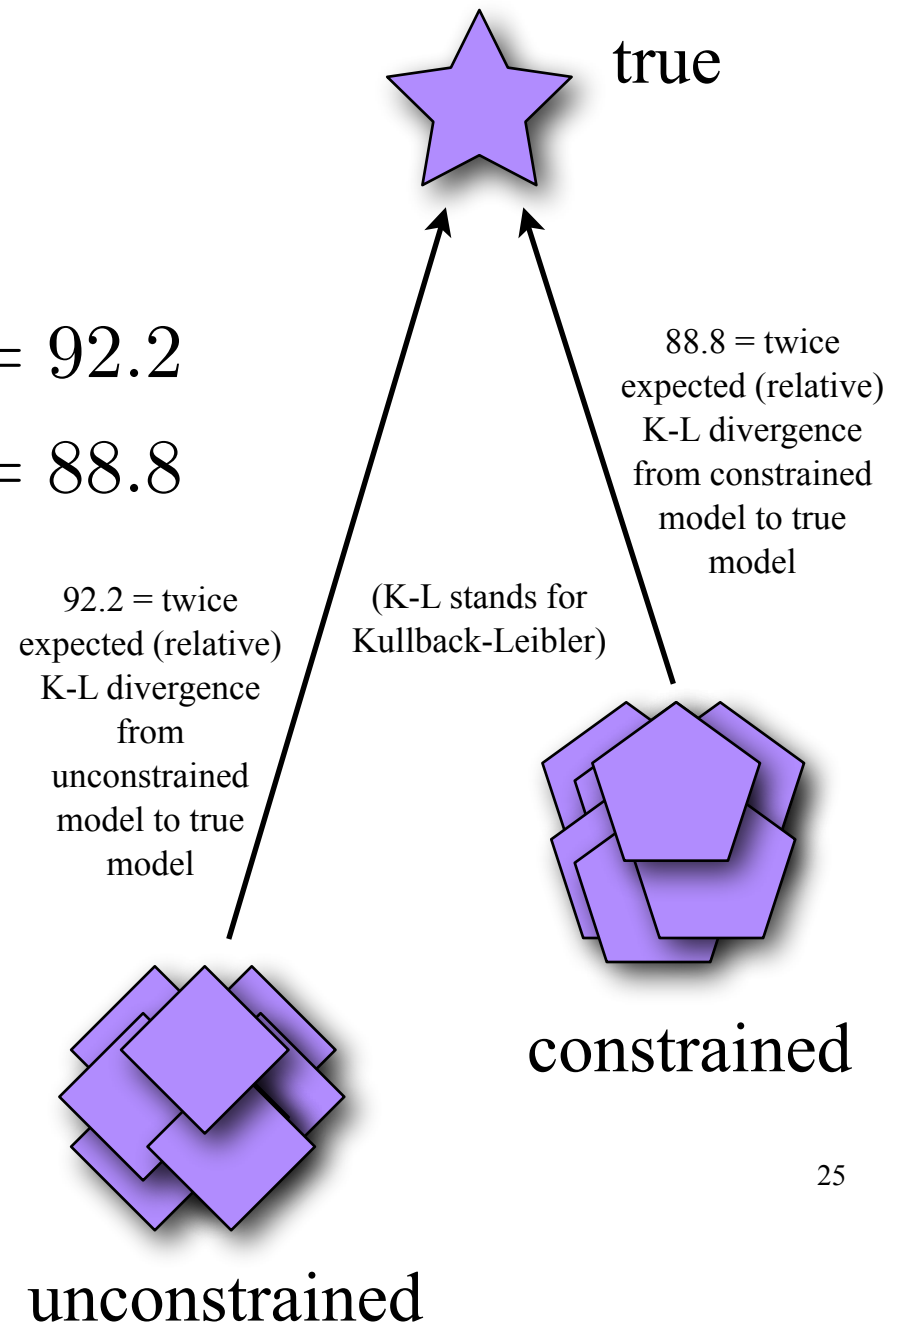 true
= 92.2
= 88.8
88.8 = twice
expected (relative)
K-L divergence
from constrained
model to true
model
92.2 = twice
expected (relative)
K-L divergence
from
unconstrained
model to true
model
(K-L stands for
Kullback-Leibler)
constrained
25
unconstrained